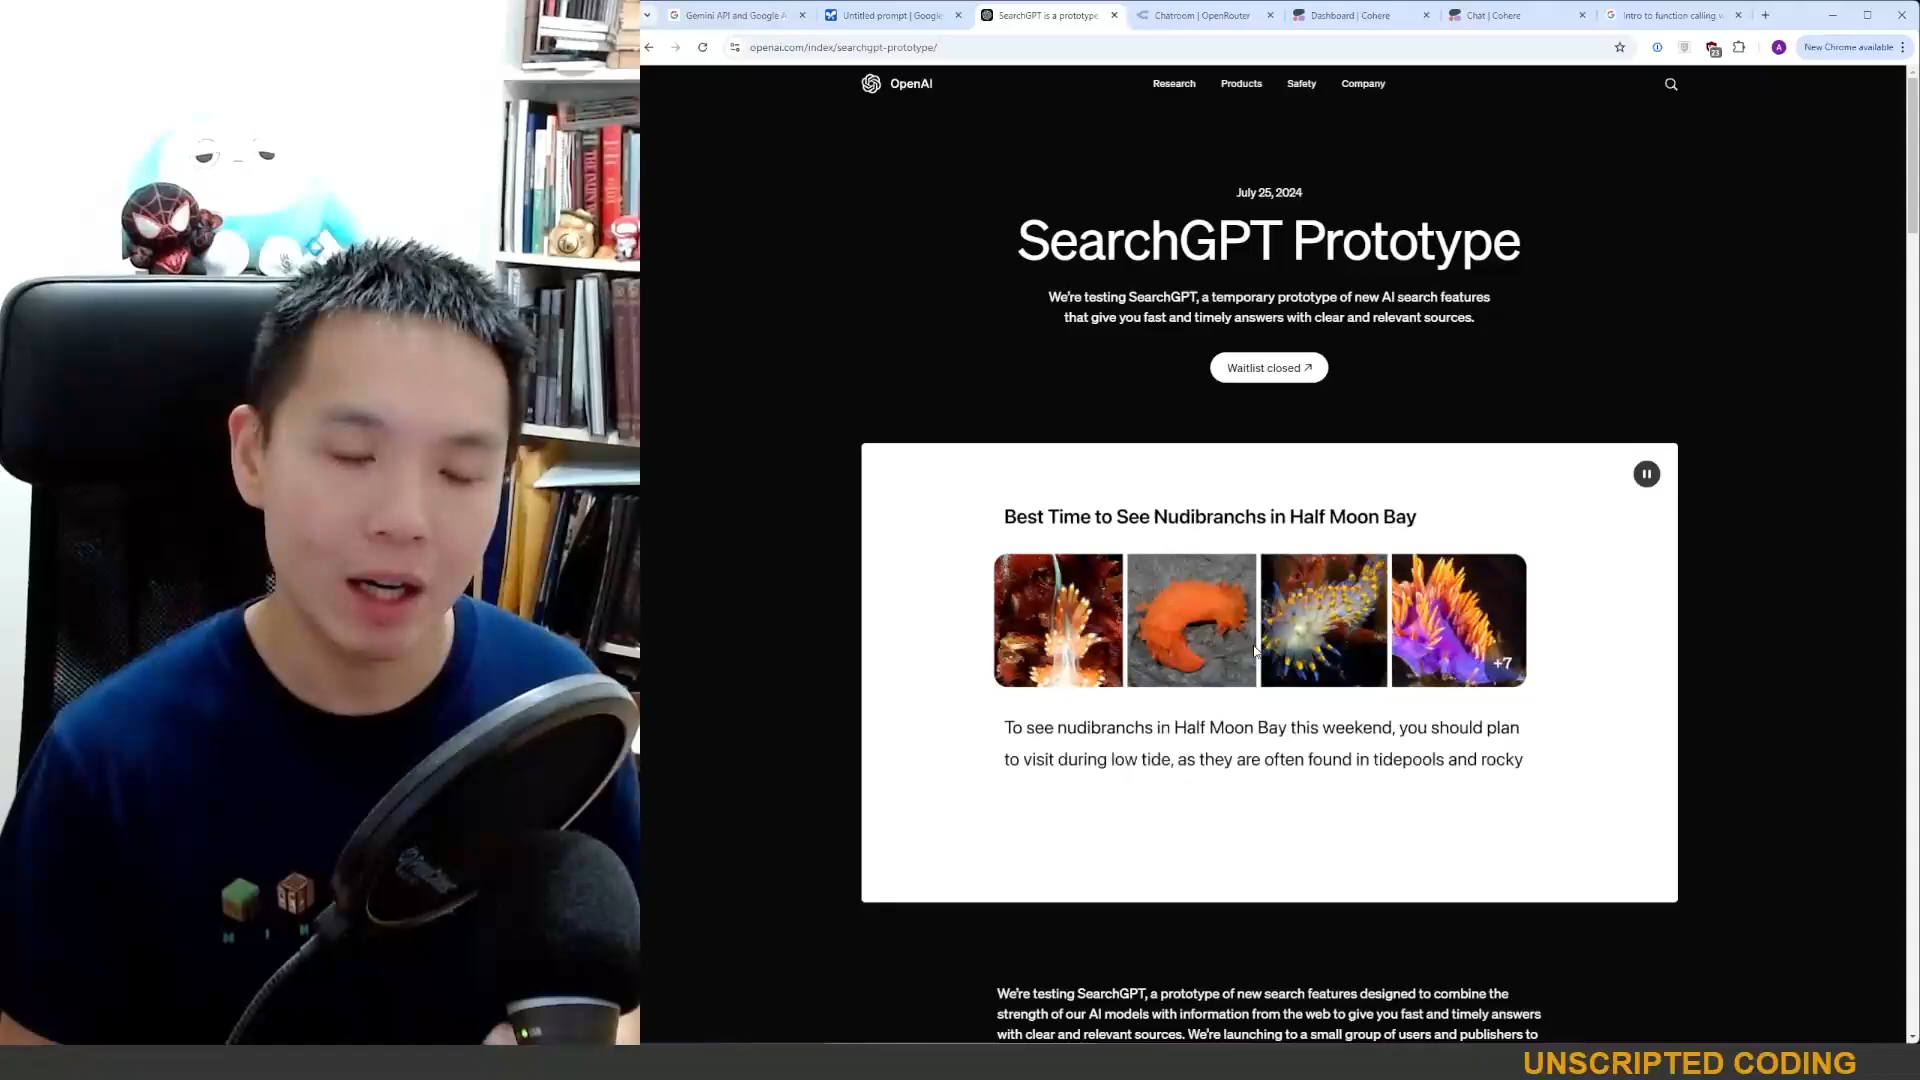 Gemini API and Google A
Untitled prompt | Google
SearchGPT is a prototype
Chatroom | OpenRouter
Dashboard | Cohere
Chat | Cohere
Intro to function calling w
openai.com/index/searchgpt-prototype/
23
A
New Chrome available
OpenAI
Research
Products
Safety
Company
July 25, 2024
SearchGPT Prototype
We're testing SearchGPT, a temporary prototype of new AI search features
that give you fast and timely answers with clear and relevant sources.
Waitlist closed ↗
Best Time to See Nudibranchs in Half Moon Bay
+7
To see nudibranchs in Half Moon Bay this weekend, you should plan
to visit during low tide, as they are often found in tidepools and rocky
We're testing SearchGPT, a prototype of new search features designed to combine the
strength of our AI models with information from the web to give you fast and timely answers
with clear and relevant sources. We're launching to a small group of users and publishers to
UNSCRIPTED CODING